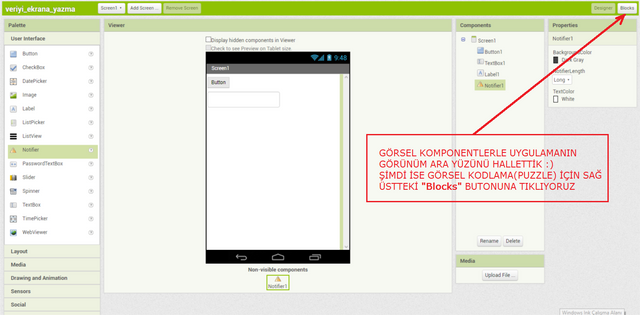 veriyi_ekrana_yazma
Screen1
Add Screen ...
Remove Screen
Designer
Blocks
Palette
Viewer
Components
Properties
User Interface
Button
CheckBox
DatePicker
Image
Label
ListPicker
ListView
Notifier
PasswordTextBox
Slider
Spinner
TextBox
TimePicker
WebViewer
Layout
Media
Drawing and Animation
Sensors
Social
Display hidden components in Viewer
Check to see Preview on Tablet size
9:48
Screen1
Button
Non-visible components
Notifier1
Screen1
Button1
TextBox1
Label1
Notifier1
Rename
Delete
Media
Upload File ...
Notifier1
BackgroundColor
Dark Gray
NotifierLength
Long
TextColor
White
GÖRSEL KOMPONENTLERLE UYGULAMANIN
GÖRÜNÜM ARA YÜZÜNÜ HALLETTİK :)
ŞİMDİ İSE GÖRSEL KODLAMA(PUZZLE) İÇİN SAĞ
ÜSTTEKİ "Blocks" BUTONUNA TIKLIYORUZ